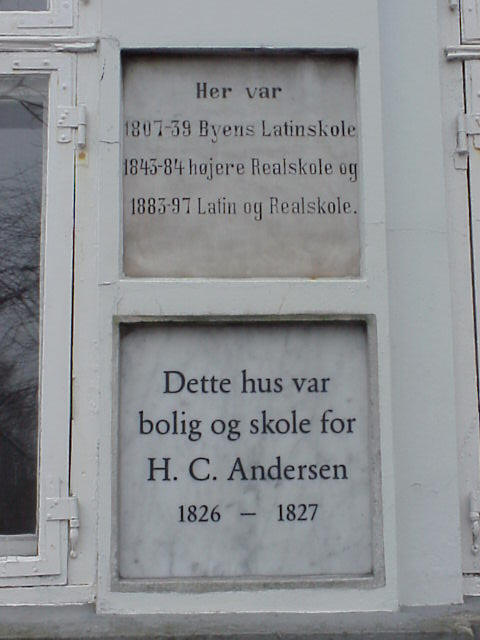 Her var
1807-39 Byens Latinskole
1843-84 højere Realskole og
1883-97 Latin og Realskole.
Dette hus var
bolig og skole for
H. C. Andersen
1826 – 1827